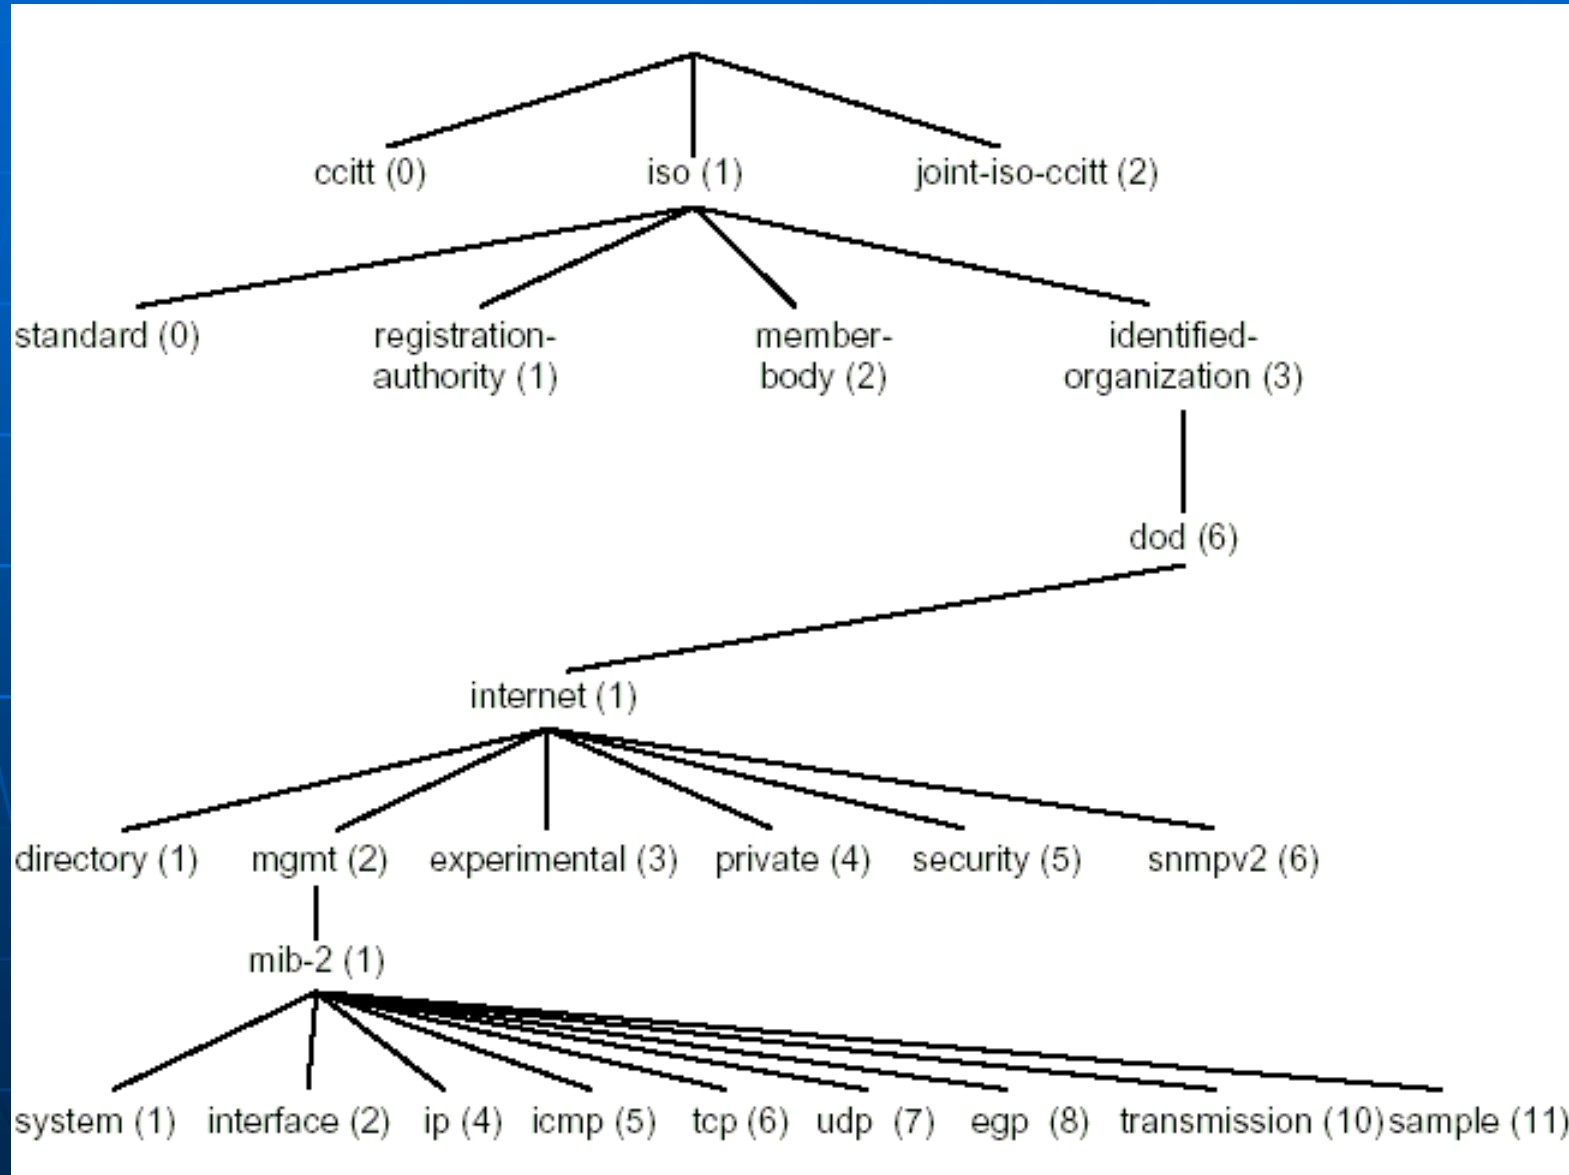 ccitt (0) iso (1) joint-iso-ccitt (2)
standard (0) registration- member- identified-
authority (1) body (2) organization (3)
dod (6)
internet (1)
directory (1) mgmt (2) experimental (3) private (4) security (5) snmpv2 (6)
mib-2 (1)
system (1) interface (2) ip (4) icmp (5) tcp (6) udp (7) egp (8) transmission (10) sample (11)